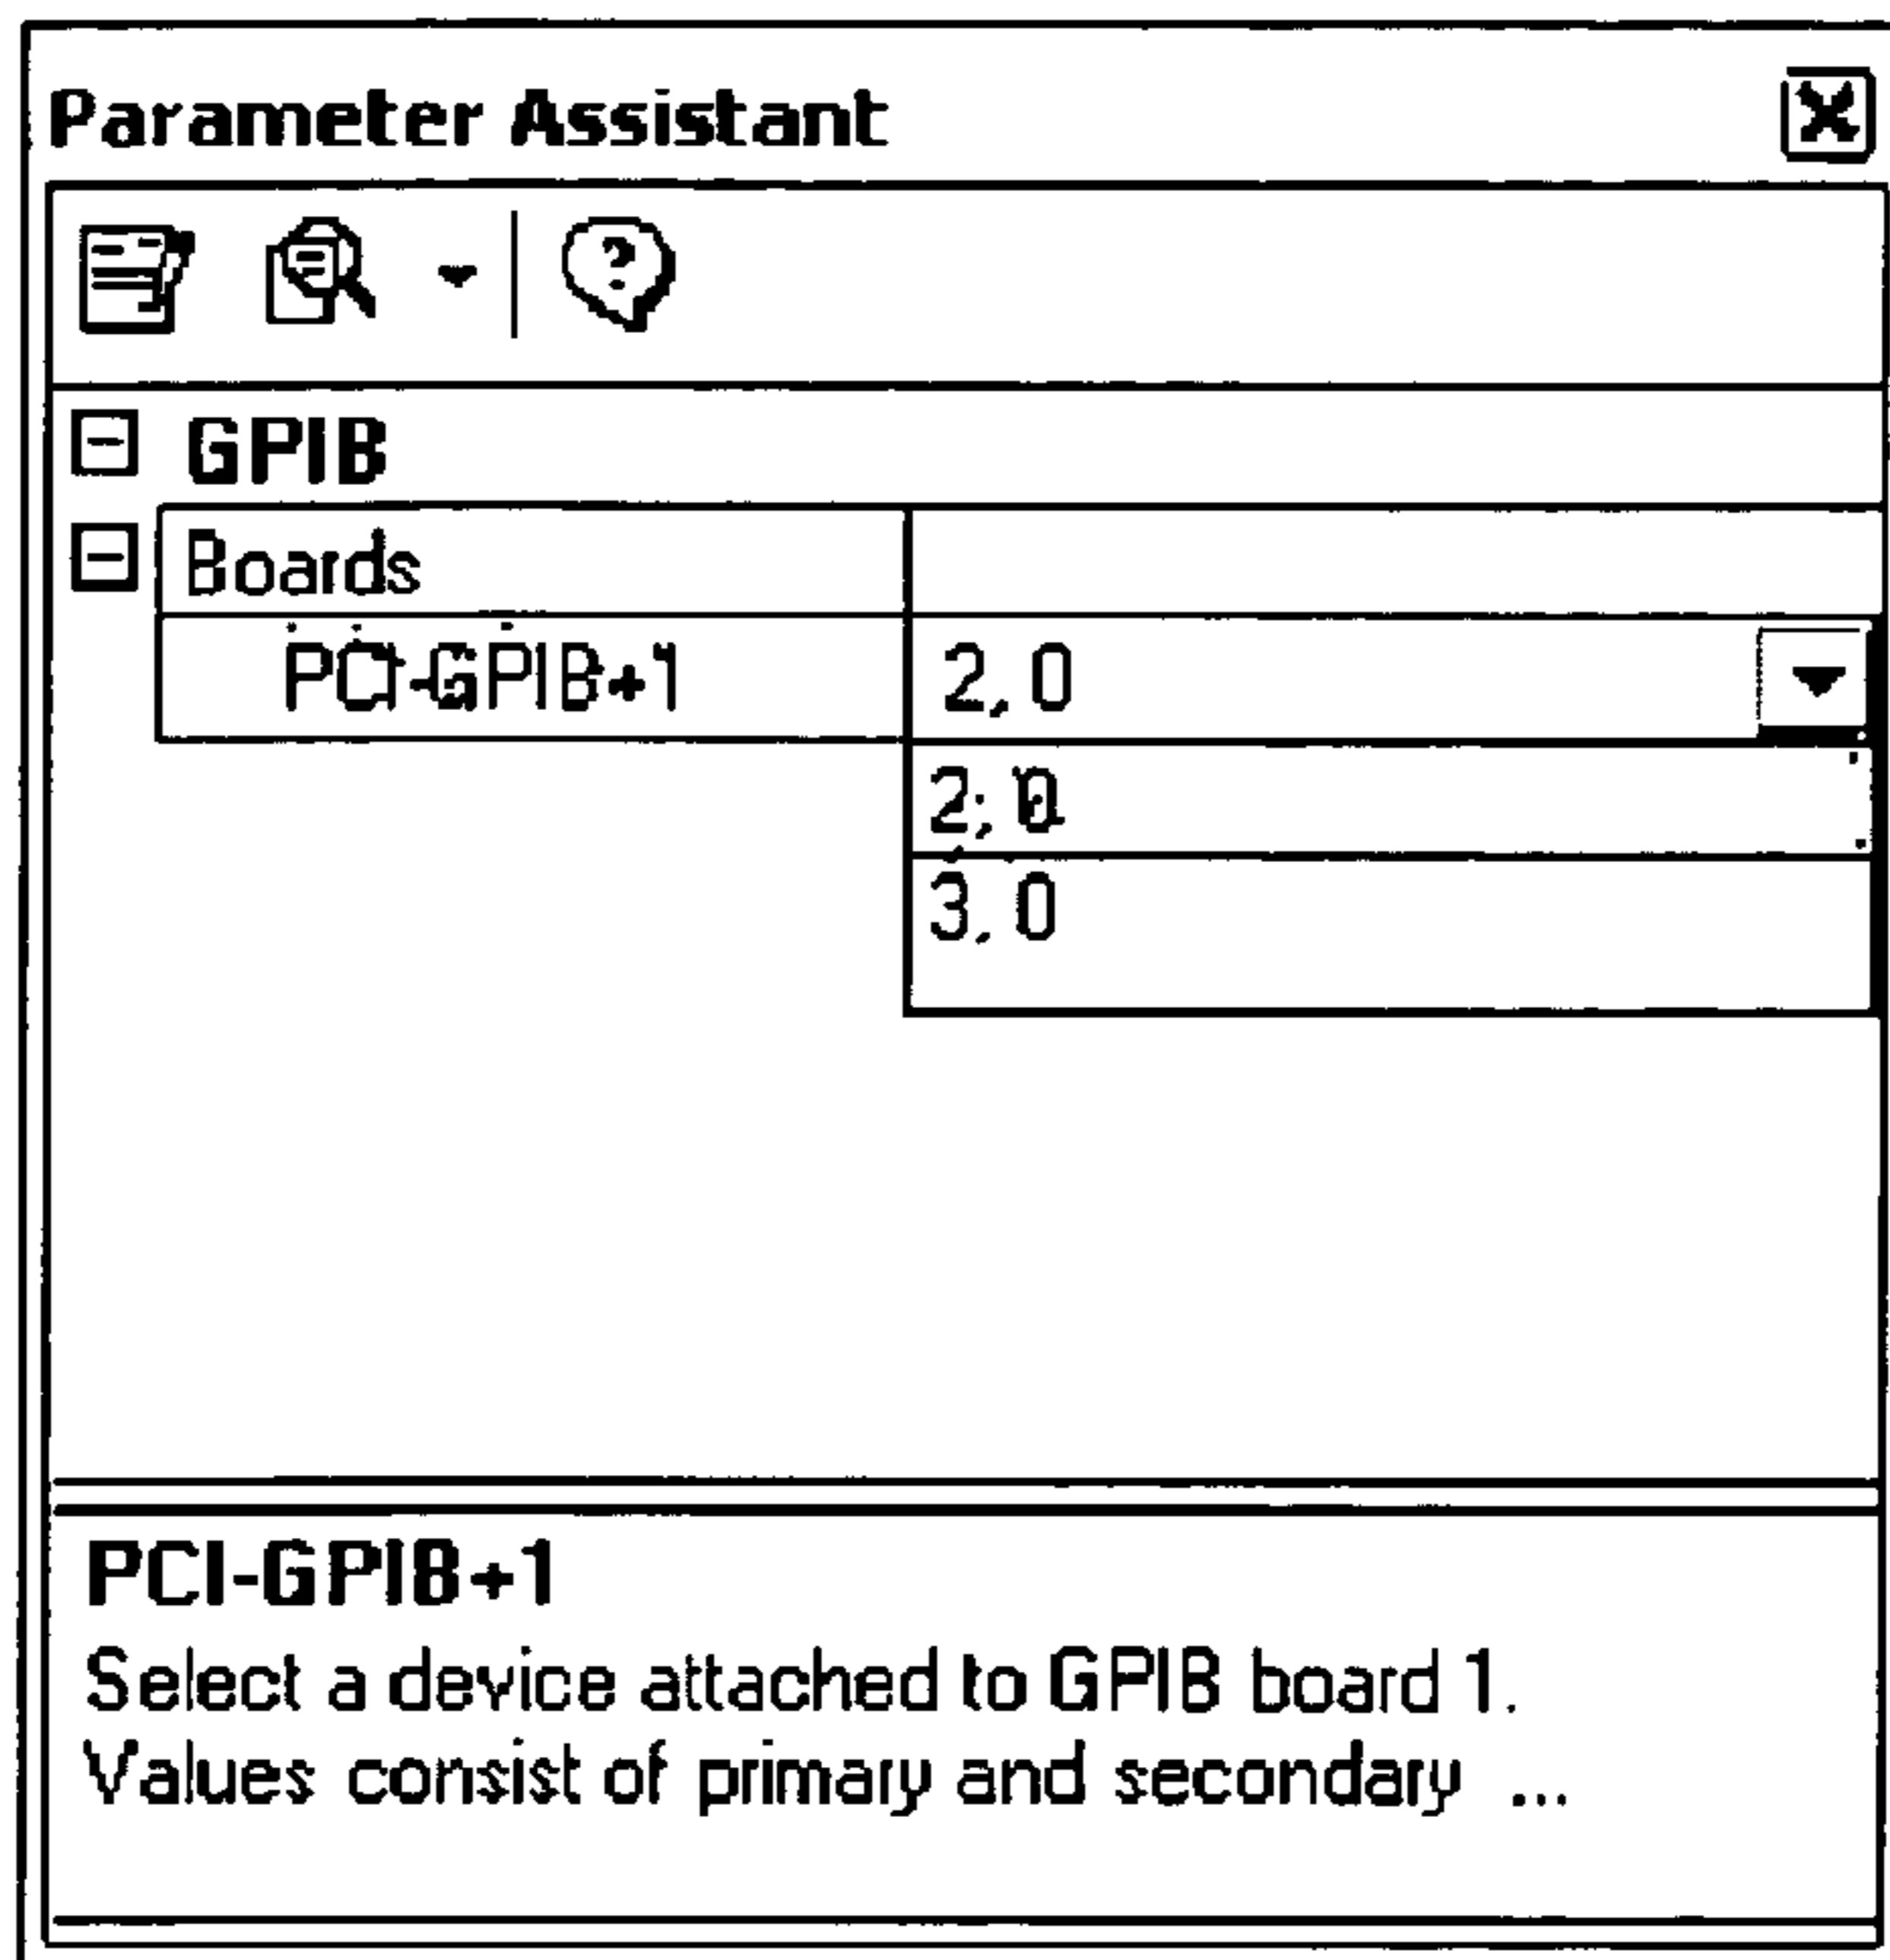 Parameter Assistant
GPIB
Boards
PCI-GPIB+1 2, 0
2, 0
3, 0
PCI-GPIB+1
Select a device attached to GPIB board 1.
Values consist of primary and secondary ...